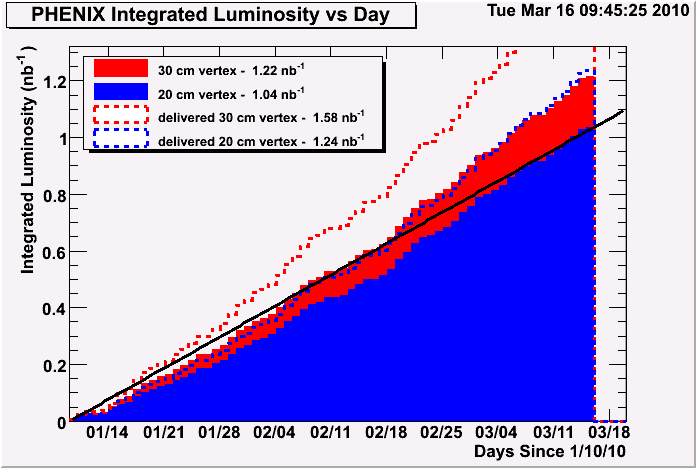 PHENIX Integrated Luminosity vs Day
Tue Mar 16 09:45:25 2010
30 cm vertex - 1.22 nb⁻¹
20 cm vertex - 1.04 nb⁻¹
delivered 30 cm vertex - 1.58 nb⁻¹
delivered 20 cm vertex - 1.24 nb⁻¹
Integrated Luminosity (nb⁻¹)
1.2
1
0.8
0.6
0.4
0.2
0
01/14 01/21 01/28 02/04 02/11 02/18 02/25 03/04 03/11 03/18
Days Since 1/10/10